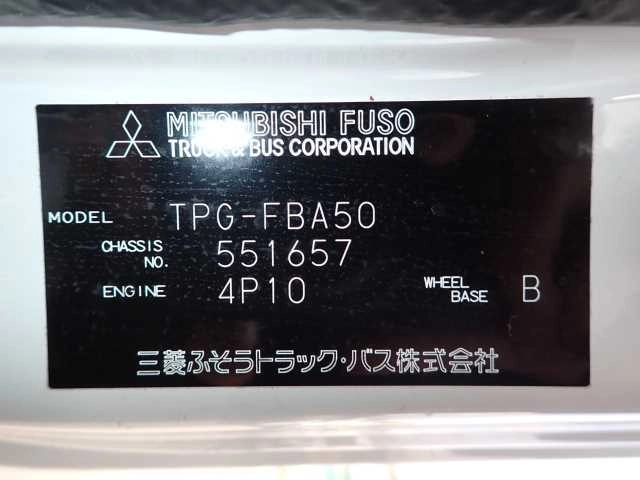 MITSUBISHI FUSO
TRUCK & BUS CORPORATION
MODEL TPG-FBA50
CHASSIS NO. 551657
ENGINE 4P10 WHEEL BASE B
三菱ふそうトラック・バス株式会社